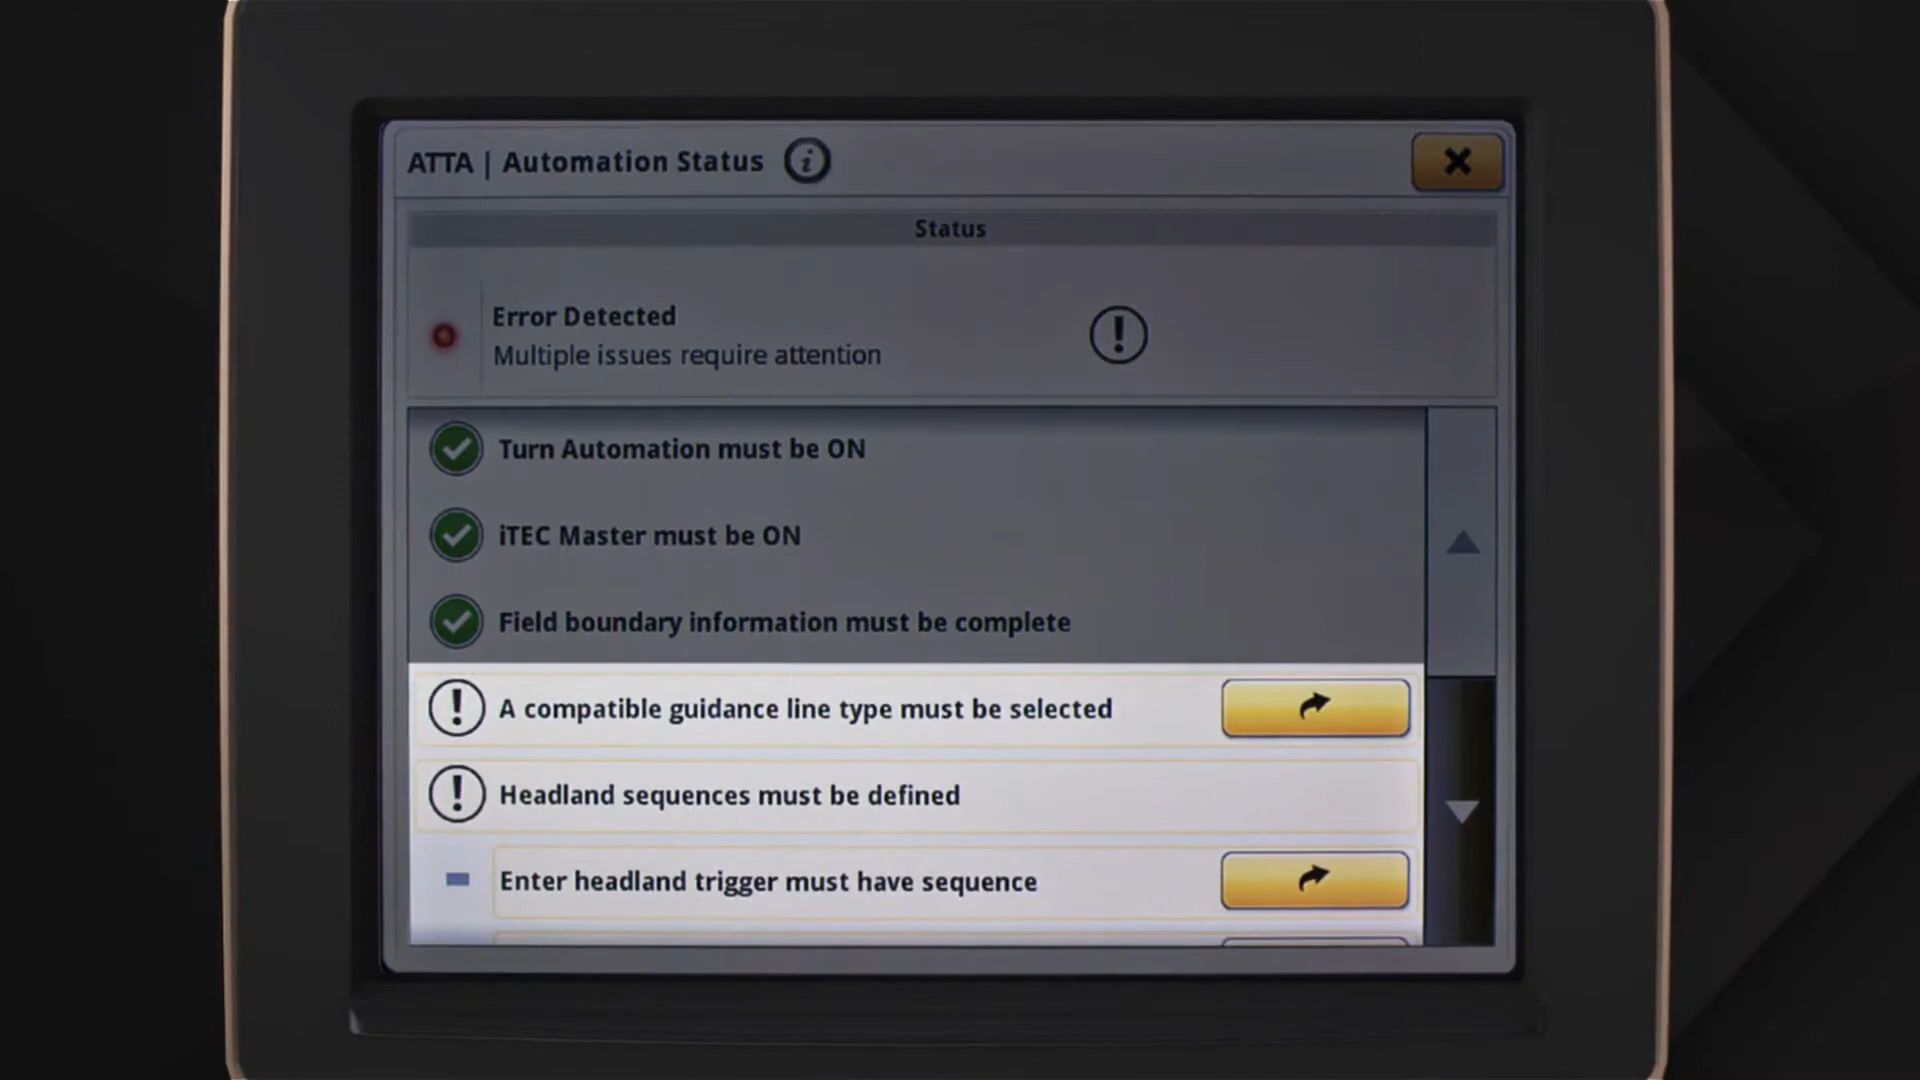 ATTA | Automation Status
Status
Error Detected
Multiple issues require attention
Turn Automation must be ON
iTEC Master must be ON
Field boundary information must be complete
A compatible guidance line type must be selected
Headland sequences must be defined
Enter headland trigger must have sequence